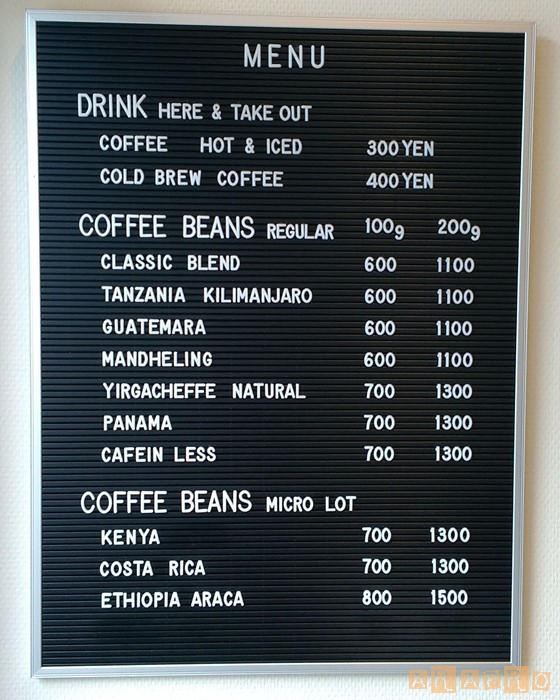 MENU
DRINK HERE & TAKE OUT
COFFEE HOT & ICED 300 YEN
COLD BREW COFFEE 400 YEN
COFFEE BEANS REGULAR 100g 200g
CLASSIC BLEND 600 1100
TANZANIA KILIMANJARO 600 1100
GUATEMARA 600 1100
MANDHELING 600 1100
YIRGACHEFFE NATURAL 700 1300
PANAMA 700 1300
CAFEIN LESS 700 1300
COFFEE BEANS MICRO LOT
KENYA 700 1300
COSTA RICA 700 1300
ETHIOPIA ARACA 800 1500